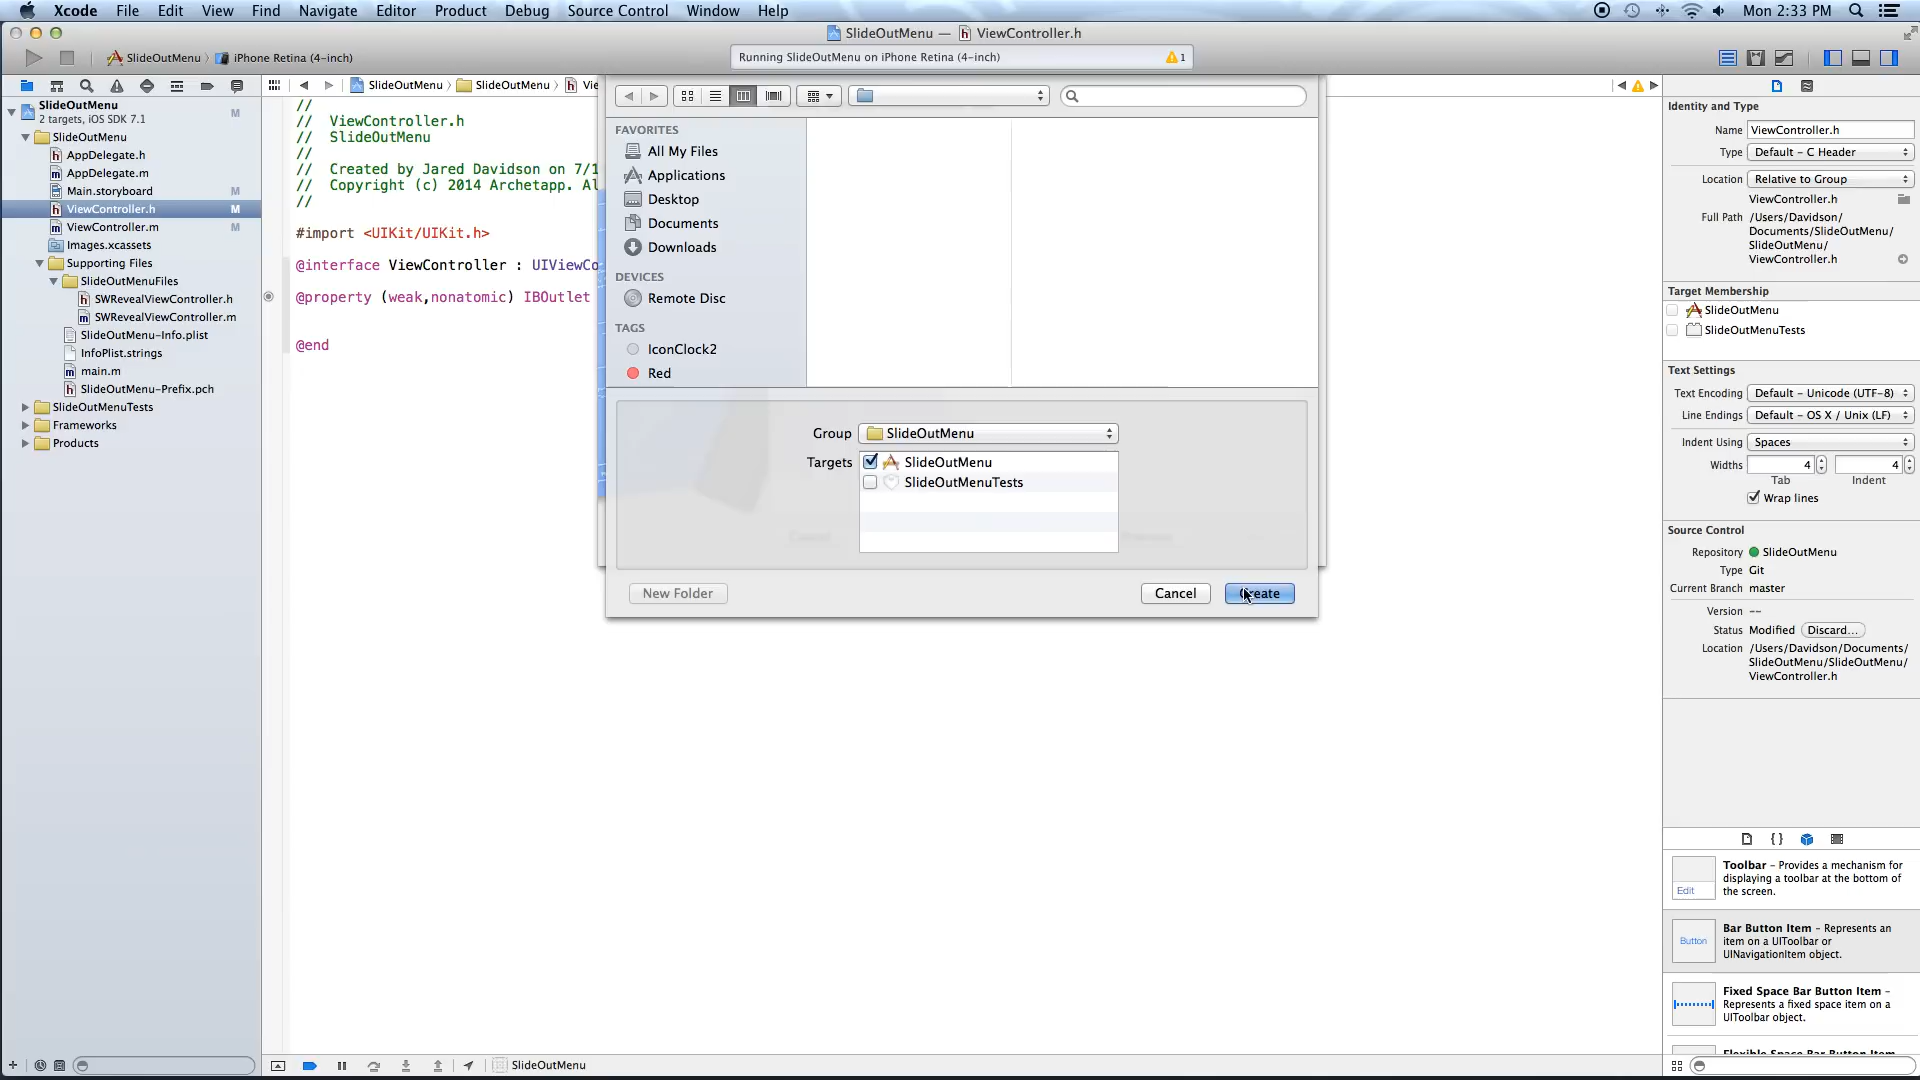 Xcode File Edit View Find Navigate Editor Product Debug Source Control Window Help Mon 2:33 PM
SlideOutMenu — ViewController.h
SlideOutMenu iPhone Retina (4-inch) Running SlideOutMenu on iPhone Retina (4-inch) 1
SlideOutMenu
2 targets, iOS SDK 7.1
M
SlideOutMenu
AppDelegate.h
AppDelegate.m
Main.storyboard M
ViewController.h M
ViewController.m M
Images.xcassets
Supporting Files
SlideOutMenuFiles
SWRevealViewController.h
SWRevealViewController.m
SlideOutMenu-Info.plist
InfoPlist.strings
main.m
SlideOutMenu-Prefix.pch
SlideOutMenuTests
Frameworks
Products
SlideOutMenu SlideOutMenu
//
// ViewController.h
// SlideOutMenu
//
// Created by Jared Davidson on 7/1
// Copyright (c) 2014 Archetapp. Al
//
#import <UIKit/UIKit.h>
@interface ViewController : UIViewCo
@property (weak,nonatomic) IBOutlet
@end
FAVORITES
All My Files
Applications
Desktop
Documents
Downloads
DEVICES
Remote Disc
TAGS
IconClock2
Red
Group SlideOutMenu
Targets SlideOutMenu
SlideOutMenuTests
New Folder Cancel Create
Identity and Type
Name ViewController.h
Type Default - C Header
Location Relative to Group
ViewController.h
Full Path /Users/Davidson/
Documents/SlideOutMenu/
SlideOutMenu/
ViewController.h
Target Membership
SlideOutMenu
SlideOutMenuTests
Text Settings
Text Encoding Default - Unicode (UTF-8)
Line Endings Default - OS X / Unix (LF)
Indent Using Spaces
Widths 4 4
Tab Indent
Wrap lines
Source Control
Repository SlideOutMenu
Type Git
Current Branch master
Version --
Status Modified Discard...
Location /Users/Davidson/Documents/
SlideOutMenu/SlideOutMenu/
ViewController.h
Edit
Toolbar - Provides a mechanism for
displaying a toolbar at the bottom of
the screen.
Button
Bar Button Item - Represents an
item on a UIToolbar or
UINavigationItem object.
Fixed Space Bar Button Item -
Represents a fixed space item on a
UIToolbar object.
Flexible Space Bar Button Item
SlideOutMenu